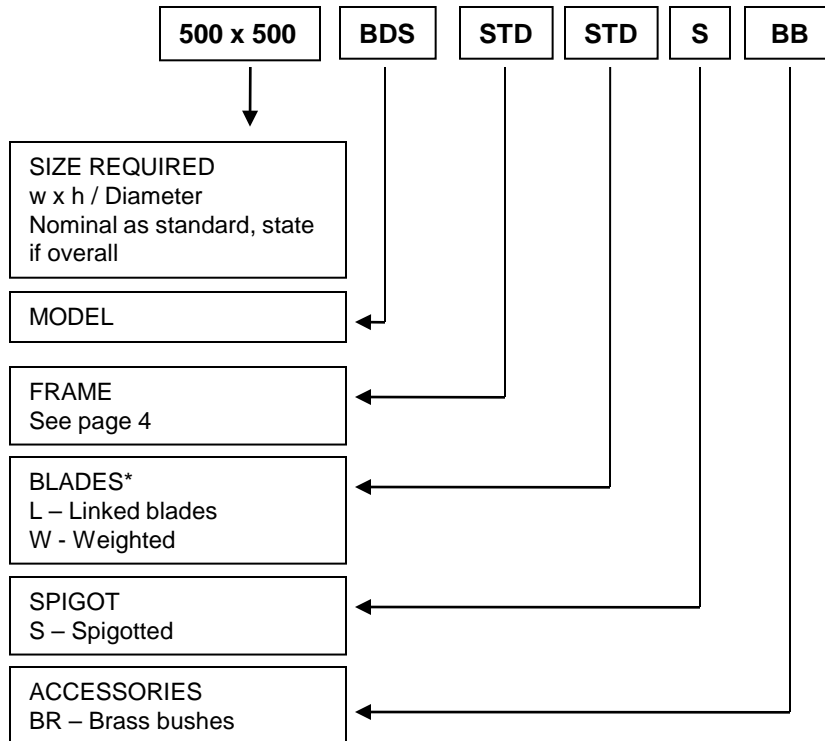 500 x 500 BDS STD STD S BB
SIZE REQUIRED
w x h / Diameter
Nominal as standard, state
if overall
MODEL
FRAME
See page 4
BLADES*
L – Linked blades
W - Weighted
SPIGOT
S – Spigotted
ACCESSORIES
BR – Brass bushes